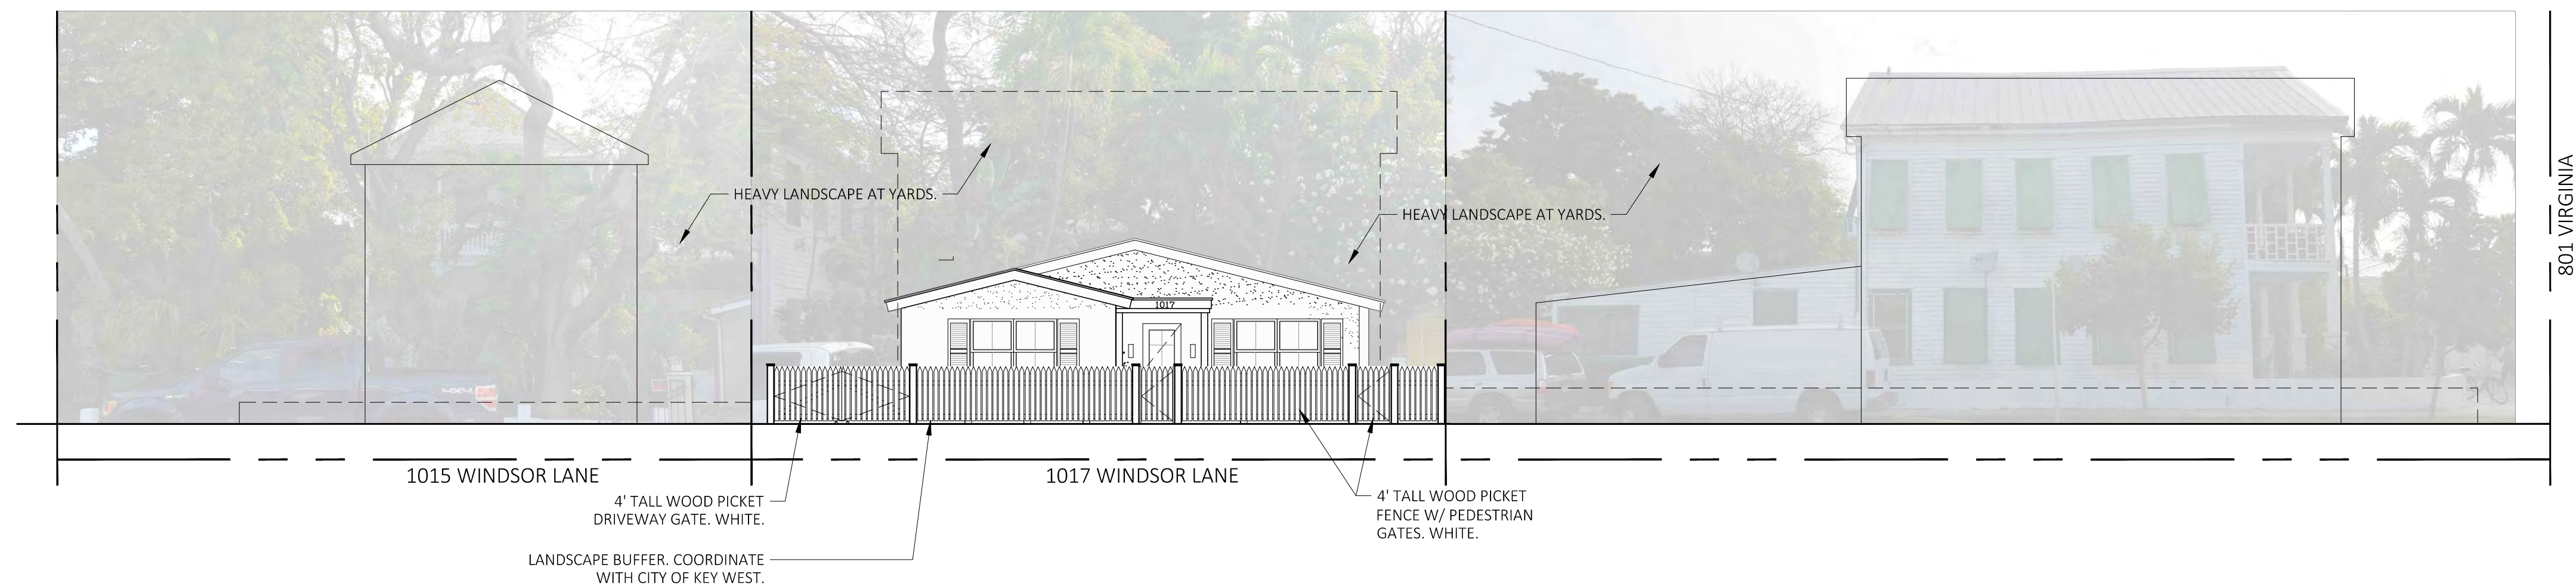 HEAVY LANDSCAPE AT YARDS.
HEAVY LANDSCAPE AT YARDS.
801 VIRGINIA
1017
4X4
1015 WINDSOR LANE
1017 WINDSOR LANE
4' TALL WOOD PICKET
DRIVEWAY GATE. WHITE.
4' TALL WOOD PICKET
FENCE W/ PEDESTRIAN
GATES. WHITE.
LANDSCAPE BUFFER. COORDINATE
WITH CITY OF KEY WEST.